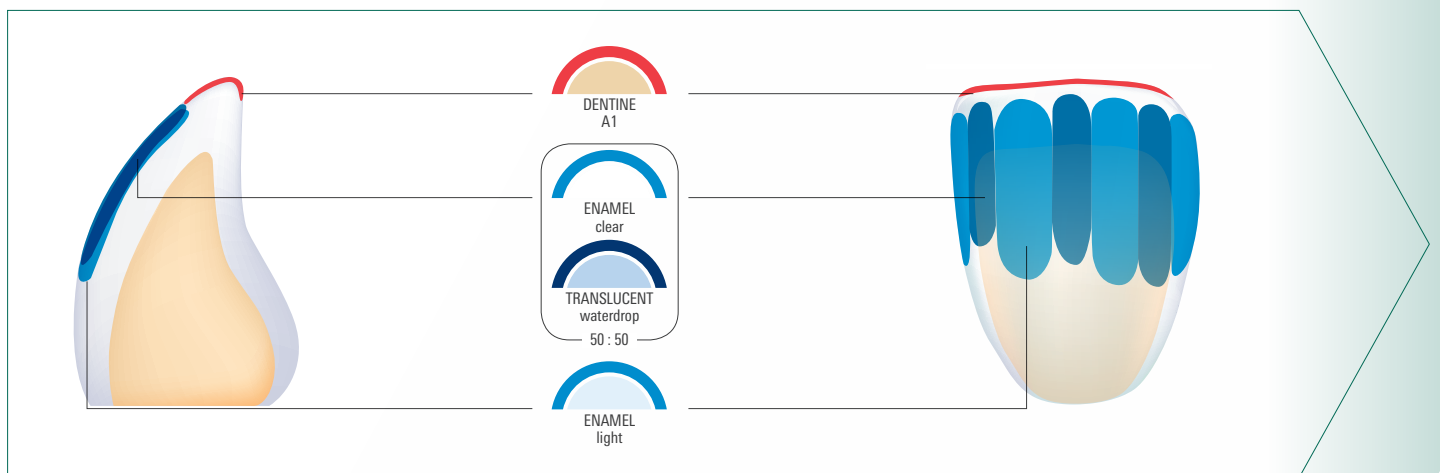 DENTINE
A1
ENAMEL
clear
TRANSLUCENT
waterdrop
50 : 50
ENAMEL
light